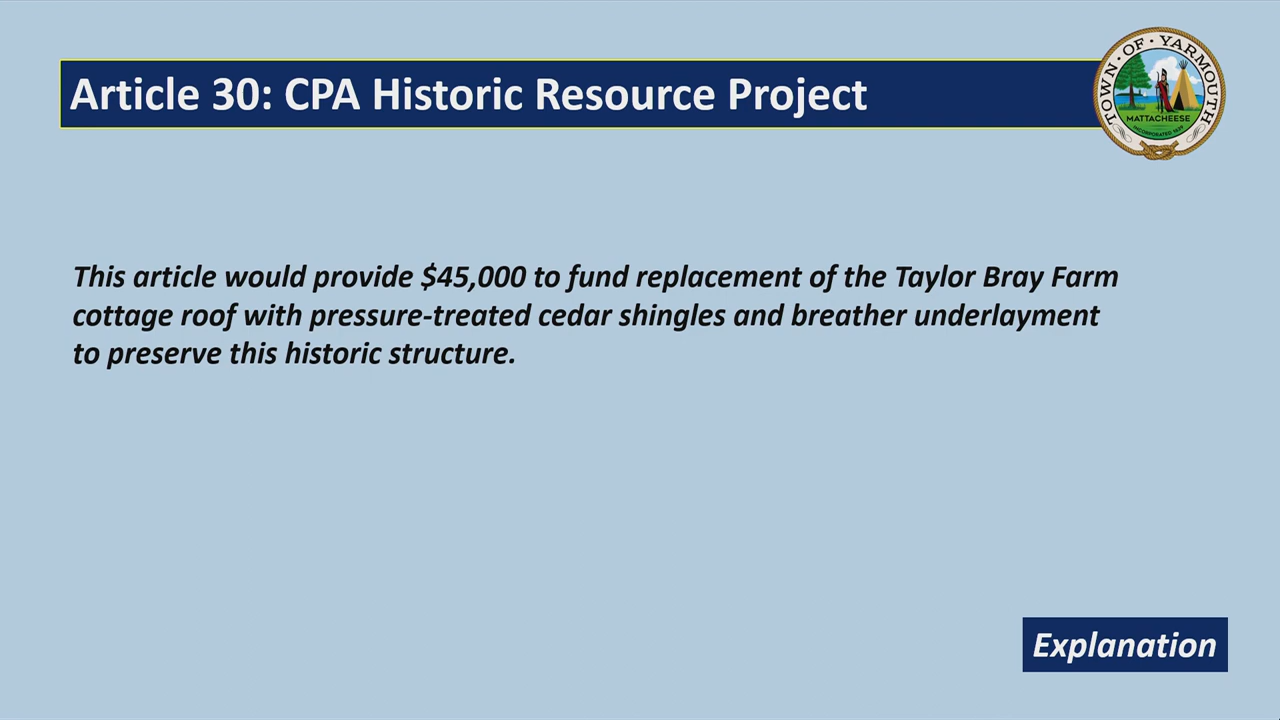 Article 30: CPA Historic Resource Project
TOWN · OF · YARMOUTH
MATTACHEESE
INCORPORATED 1639
This article would provide $45,000 to fund replacement of the Taylor Bray Farm
cottage roof with pressure-treated cedar shingles and breather underlayment
to preserve this historic structure.
Explanation